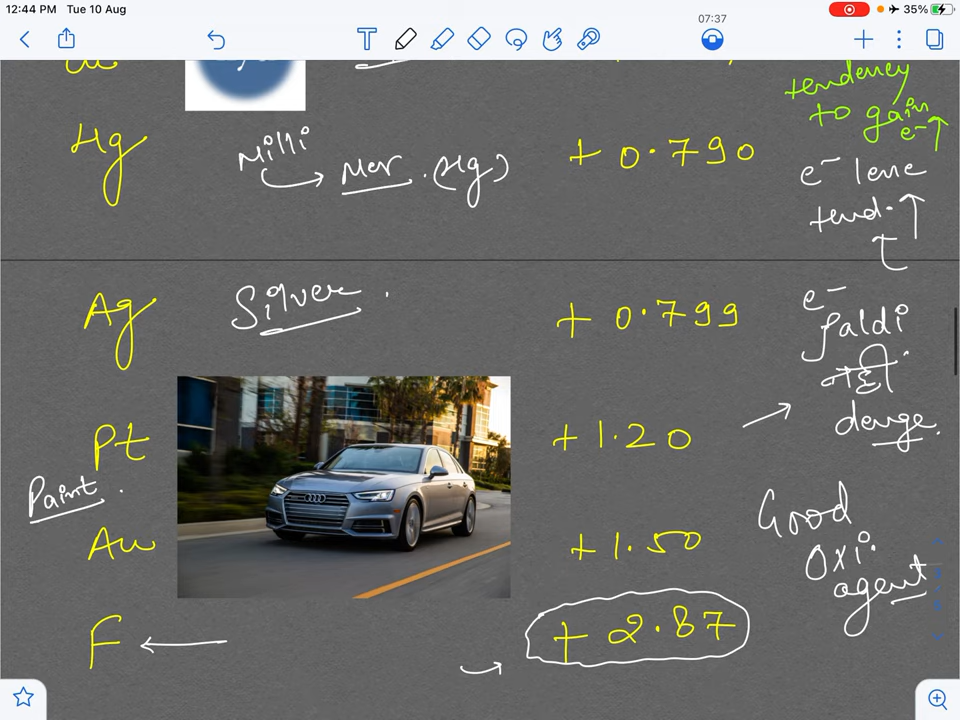 12:44 PM Tue 10 Aug
07:37
35%
tendency
to gain
e-↑
Hg
Milli
Mer. (Hg)
+ 0.790
e- lene
tend. ↑
Ag
Silver.
+ 0.799
e-
jaldi
नही
denge.
Pt
+ 1.20
Paint.
Au
+ 1.50
Good
Oxi.
agent
F
+ 2.87